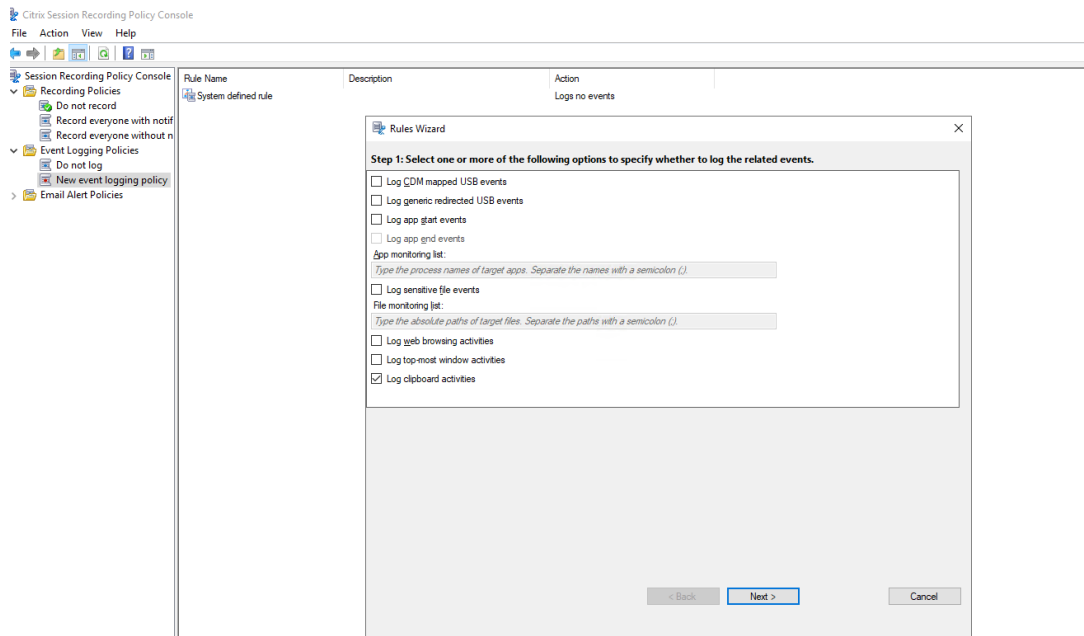 Citrix Session Recording Policy Console
File Action View Help
Session Recording Policy Console
Recording Policies
Do not record
Record everyone with notif
Record everyone without n
Event Logging Policies
Do not log
New event logging policy
Email Alert Policies
Rule Name Description Action
System defined rule Logs no events
Rules Wizard
Step 1: Select one or more of the following options to specify whether to log the related events.
Log CDM mapped USB events
Log generic redirected USB events
Log app start events
Log app end events
App monitoring list:
Type the process names of target apps. Separate the names with a semicolon (;).
Log sensitive file events
File monitoring list:
Type the absolute paths of target files. Separate the paths with a semicolon (;).
Log web browsing activities
Log top-most window activities
Log clipboard activities
< Back Next > Cancel